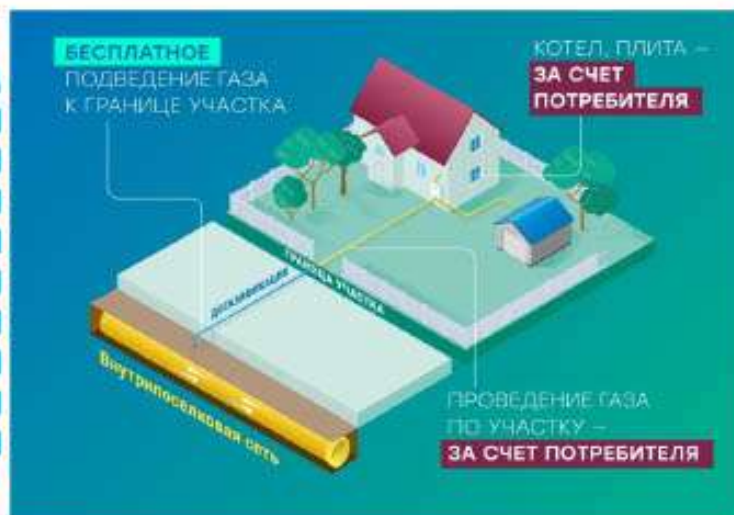 БЕСПЛАТНОЕ
ПОДВЕДЕНИЕ ГАЗА
К ГРАНИЦЕ УЧАСТКА
КОТЕЛ, ПЛИТА –
ЗА СЧЕТ
ПОТРЕБИТЕЛЯ
ГРАНИЦА УЧАСТКА
ДОГАЗИФИКАЦИЯ
Внутрипоселковая сеть
ПРОВЕДЕНИЕ ГАЗА
ПО УЧАСТКУ –
ЗА СЧЕТ ПОТРЕБИТЕЛЯ